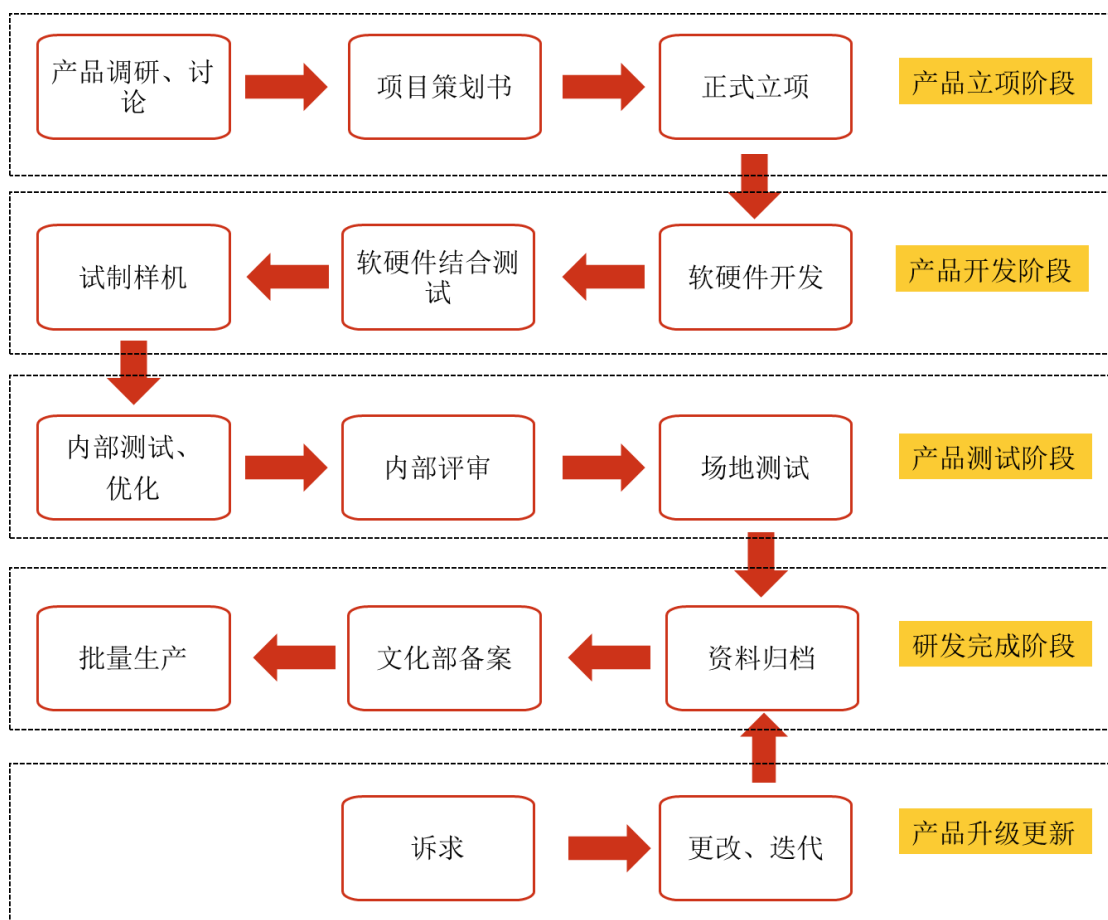 产品调研、讨
论
项目策划书
正式立项
产品立项阶段
试制样机
软硬件结合测
试
软硬件开发
产品开发阶段
内部测试、
优化
内部评审
场地测试
产品测试阶段
批量生产
文化部备案
资料归档
研发完成阶段
诉求
更改、迭代
产品升级更新